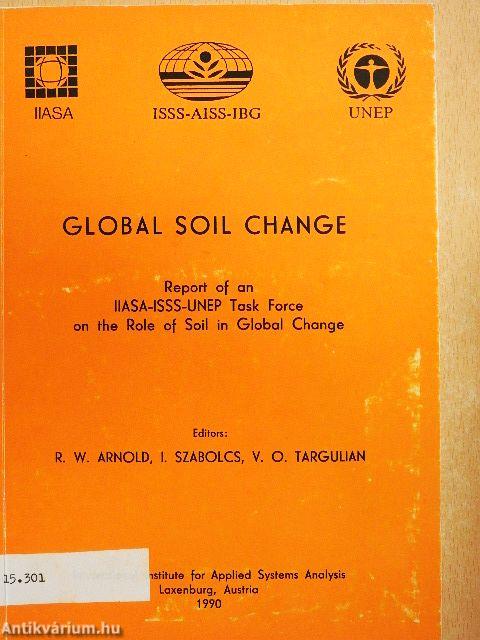 IIASA
ISSS-AISS-IBG
UNEP
GLOBAL SOIL CHANGE
Report of an
IIASA-ISSS-UNEP Task Force
on the Role of Soil in Global Change
Editors:
R. W. ARNOLD, I. SZABOLCS, V. O. TARGULIAN
15.301
Institute for Applied Systems Analysis
Laxenburg, Austria
1990
Antikvárium.hu